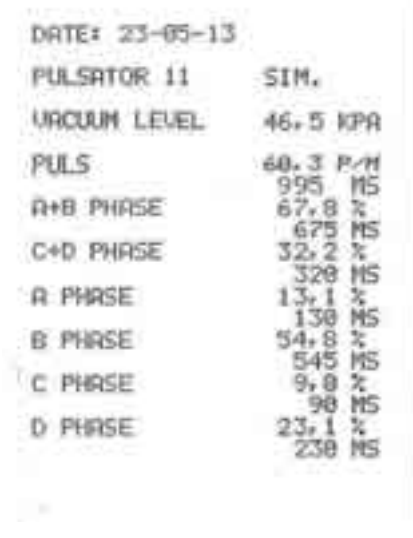 DATE: 23-05-13
PULSATOR 11 SIM.
VACUUM LEVEL 46.5 KPA
PULS 60.3 P/M
995 MS
A+B PHASE 67.8 %
675 MS
C+D PHASE 32.2 %
320 MS
A PHASE 13.1 %
130 MS
B PHASE 54.8 %
545 MS
C PHASE 9.0 %
90 MS
D PHASE 23.1 %
230 MS